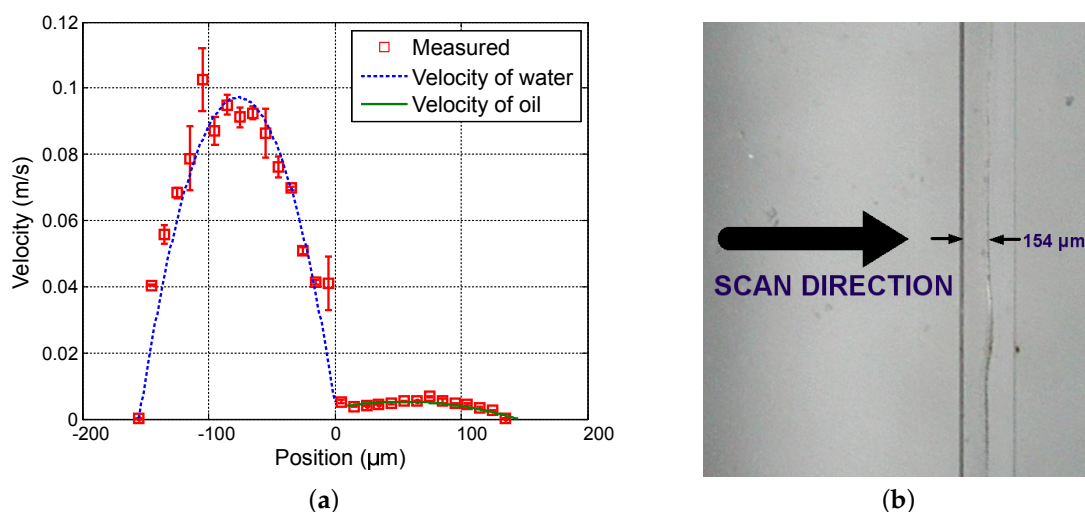 0.12
0.1
0.08
0.06
0.04
0.02
0
-200
-100
0
100
200
Velocity (m/s)
Position (µm)
Measured
Velocity of water
Velocity of oil
(a)
SCAN DIRECTION
154 µm
(b)